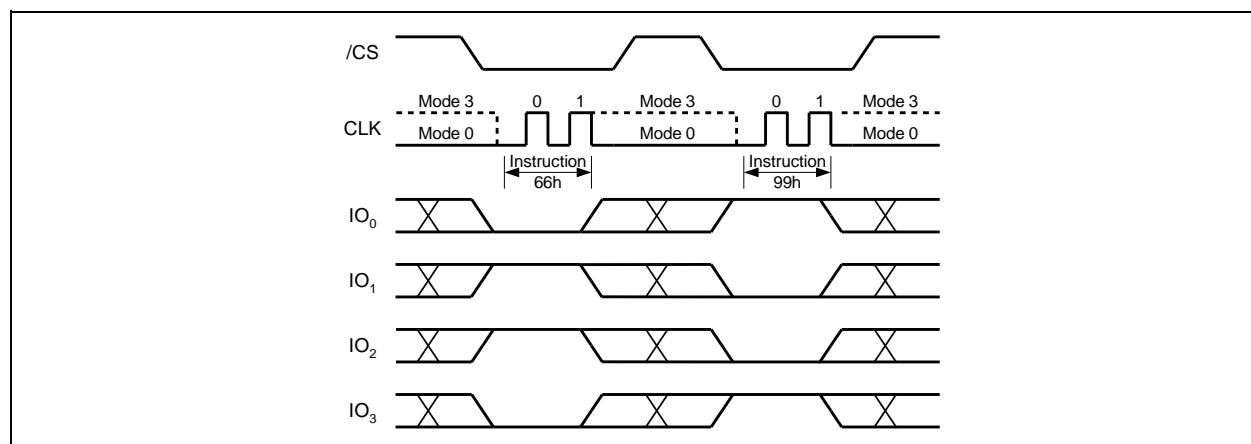 /CS
Mode 3 0 1 Mode 3 0 1 Mode 3
CLK
Mode 0 Mode 0 Mode 0
Instruction Instruction
66h 99h
IO0
IO1
IO2
IO3